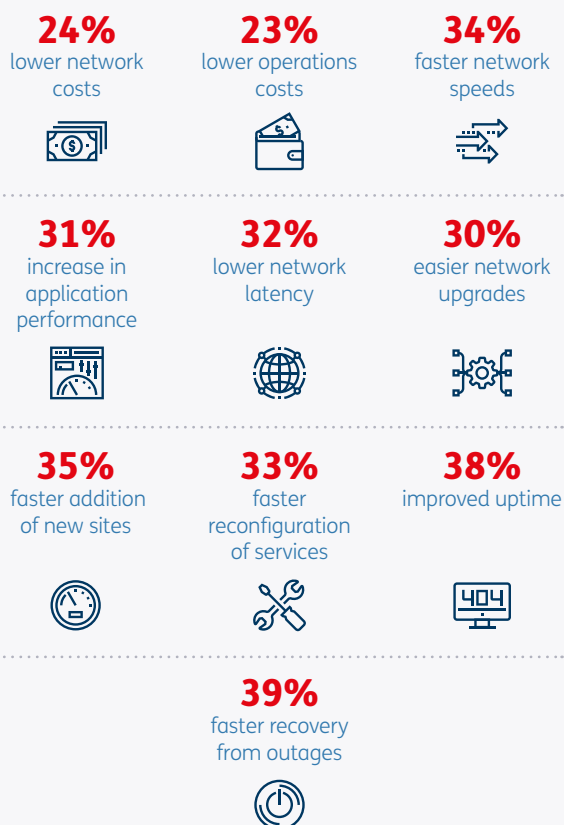 24%
lower network
costs
23%
lower operations
costs
34%
faster network
speeds
$
$
31%
increase in
application
performance
32%
lower network
latency
30%
easier network
upgrades
35%
faster addition
of new sites
33%
faster
reconfiguration
of services
38%
improved uptime
404
39%
faster recovery
from outages